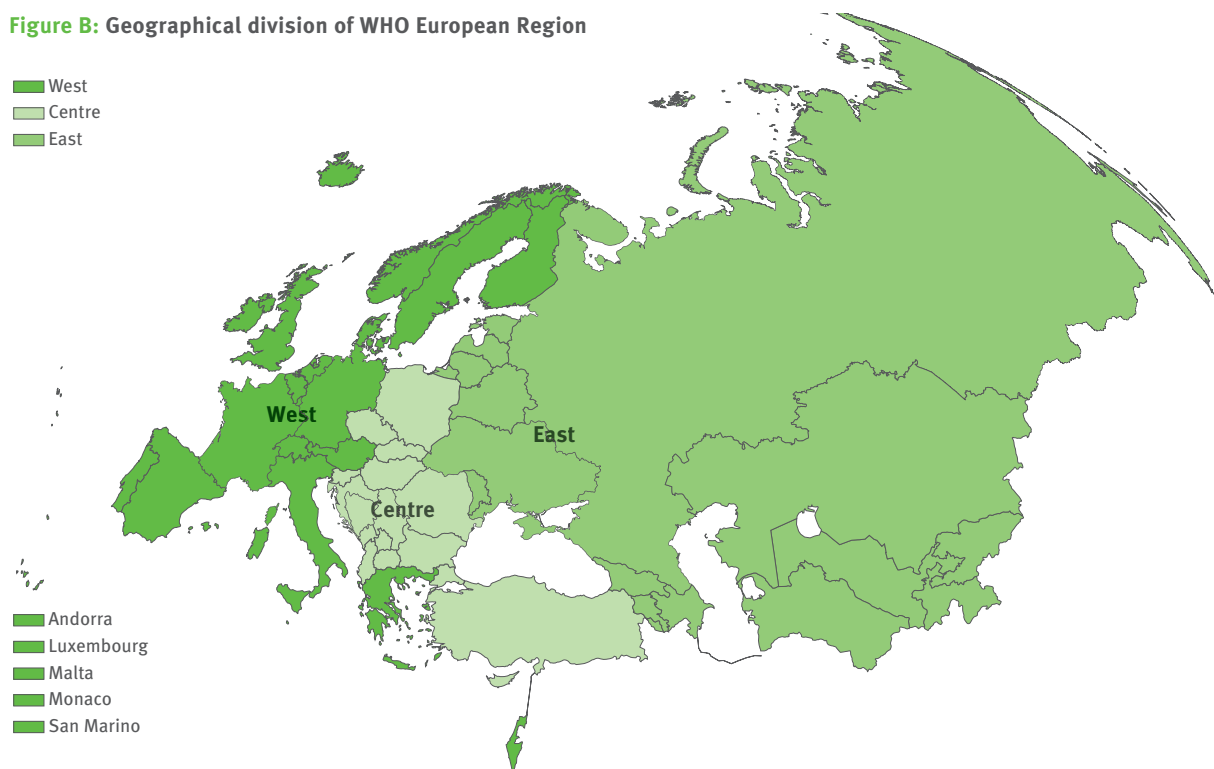 Figure B: Geographical division of WHO European Region
West
Centre
East
West
East
Centre
Andorra
Luxembourg
Malta
Monaco
San Marino